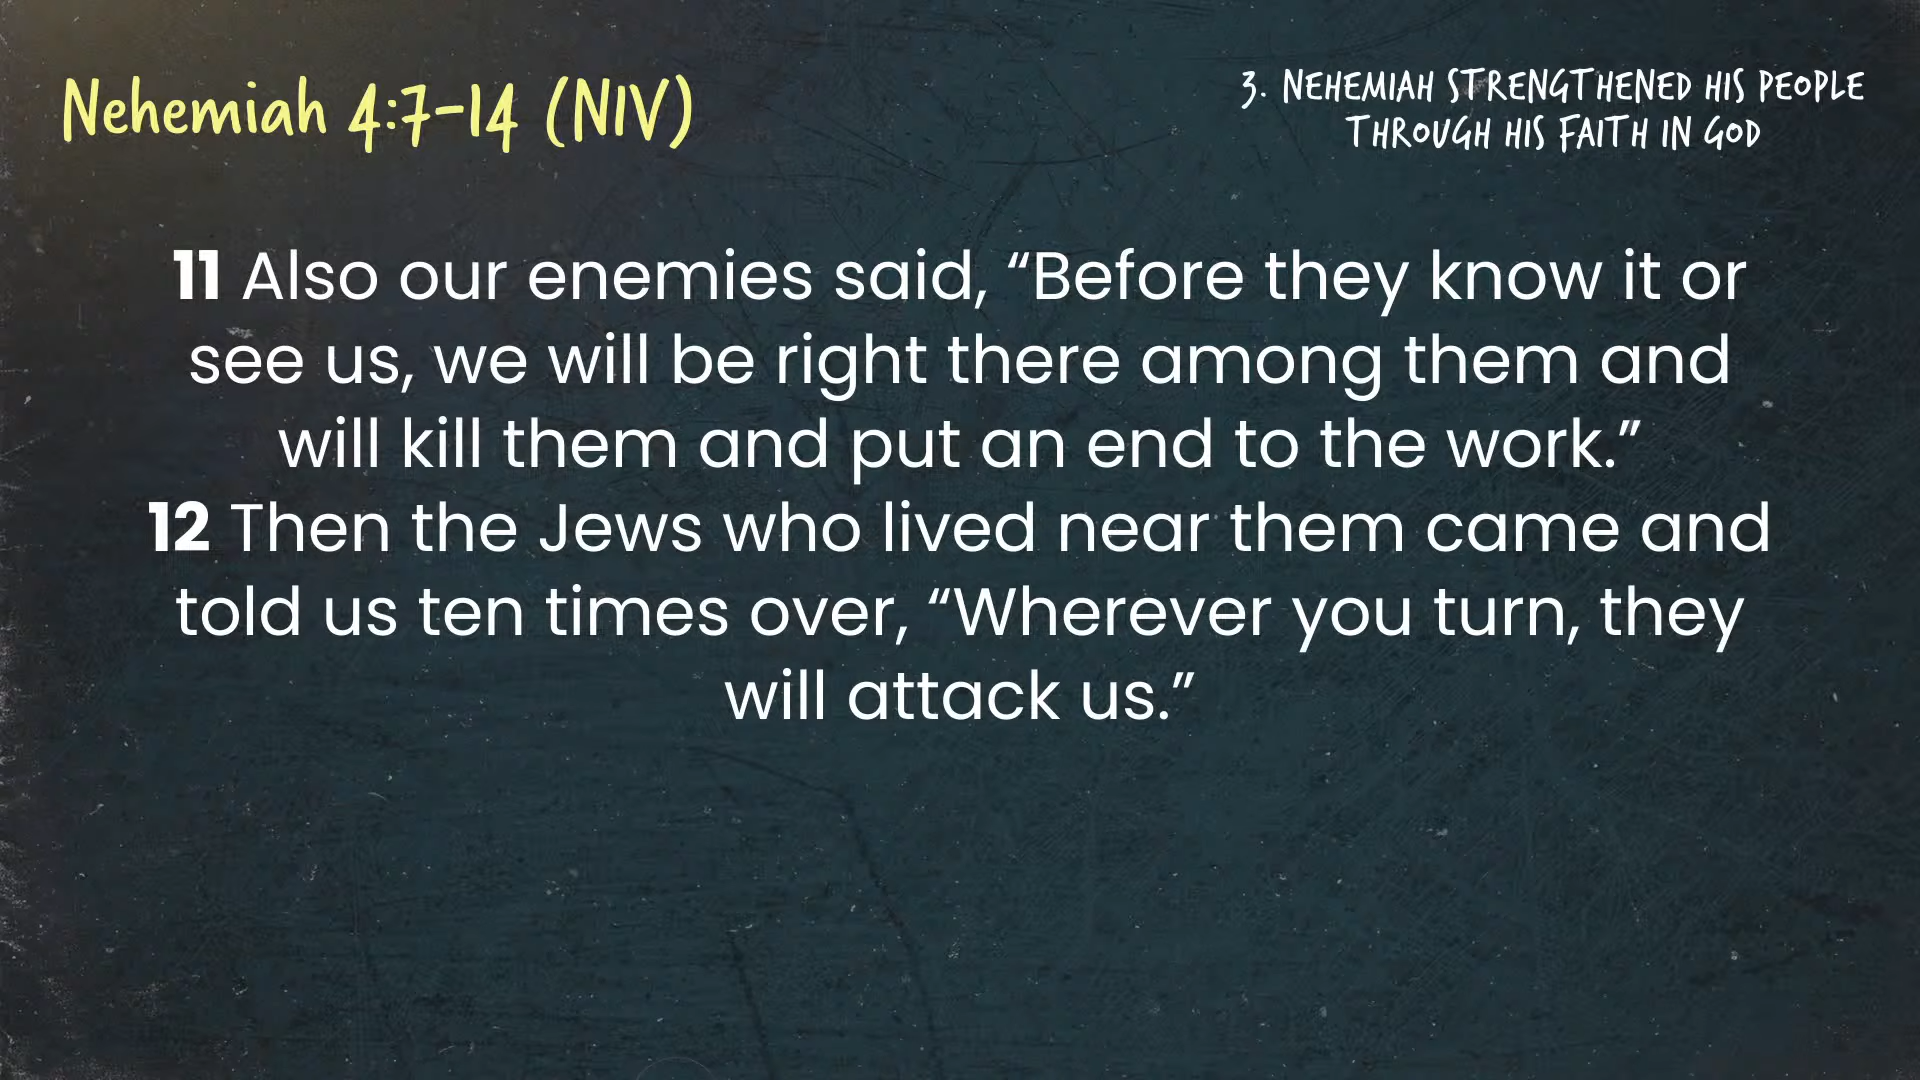 Nehemiah 4:7-14 (NIV)
3. NEHEMIAH STRENGTHENED HIS PEOPLE
THROUGH HIS FAITH IN GOD
11 Also our enemies said, “Before they know it or
see us, we will be right there among them and
will kill them and put an end to the work.”
12 Then the Jews who lived near them came and
told us ten times over, “Wherever you turn, they
will attack us.”